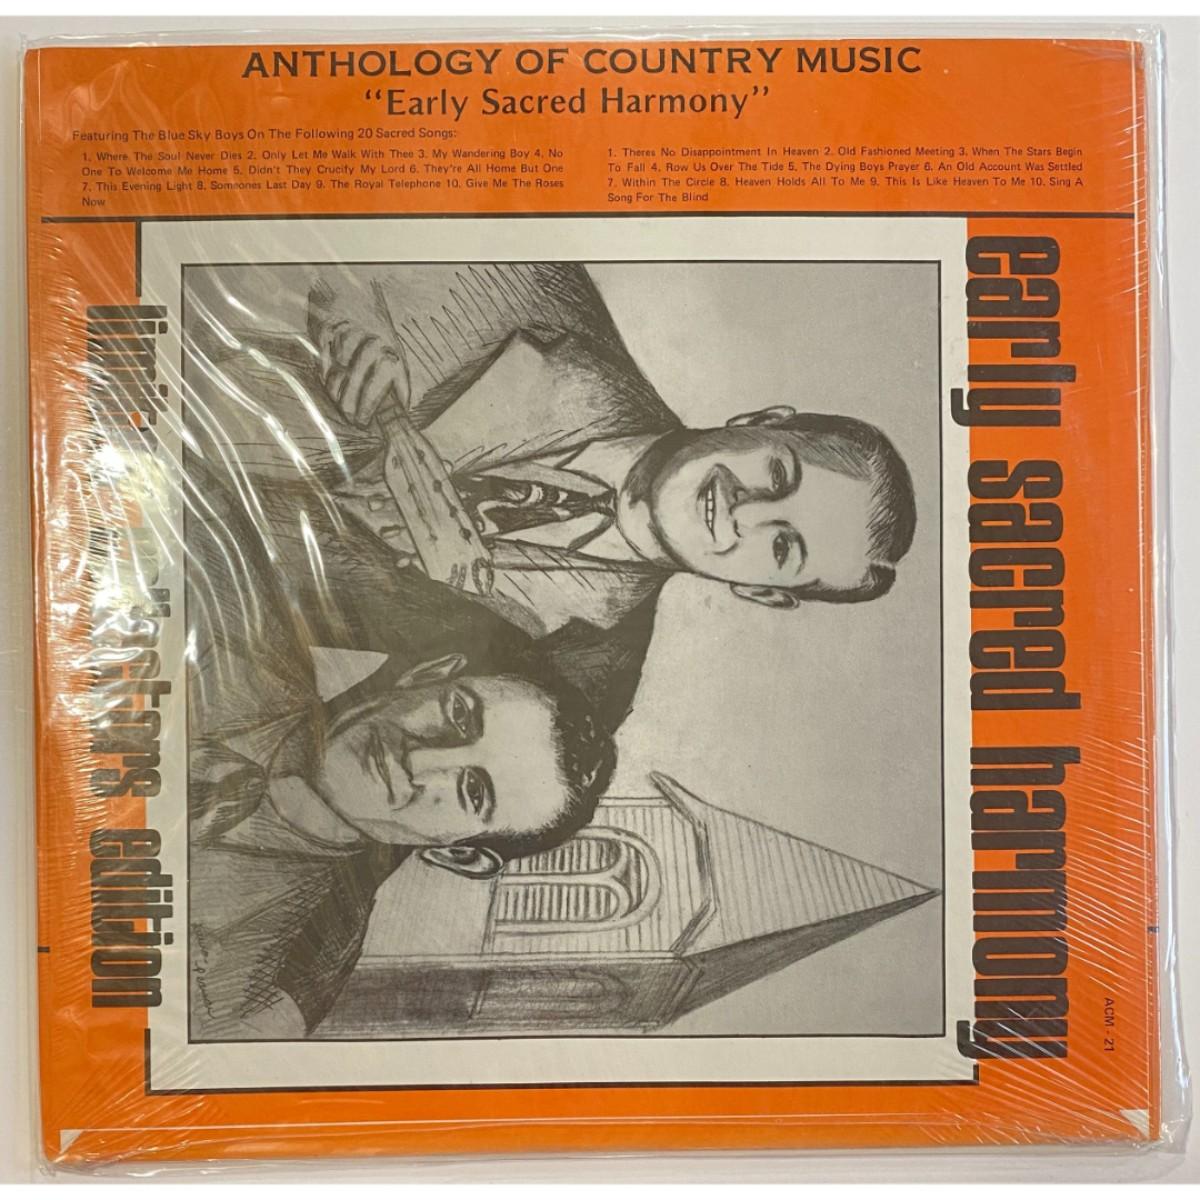 ANTHOLOGY OF COUNTRY MUSIC
"Early Sacred Harmony"
Featuring The Blue Sky Boys On The Following 20 Sacred Songs:
1. Where The Soul Never Dies 2. Only Let Me Walk With Thee 3. My Wandering Boy 4. No
One To Welcome Me Home 5. Didn't They Crucify My Lord 6. They're All Home But One
7. This Evening Light 8. Someones Last Day 9. The Royal Telephone 10. Give Me The Roses
Now
1. Theres No Disappointment In Heaven 2. Old Fashioned Meeting 3. When The Stars Begin
To Fall 4. Row Us Over The Tide 5. The Dying Boys Prayer 6. An Old Account Was Settled
7. Within The Circle 8. Heaven Holds All To Me 9. This Is Like Heaven To Me 10. Sing A
Song For The Blind
early sacred harmony
limited collectors edition
ACM - 21